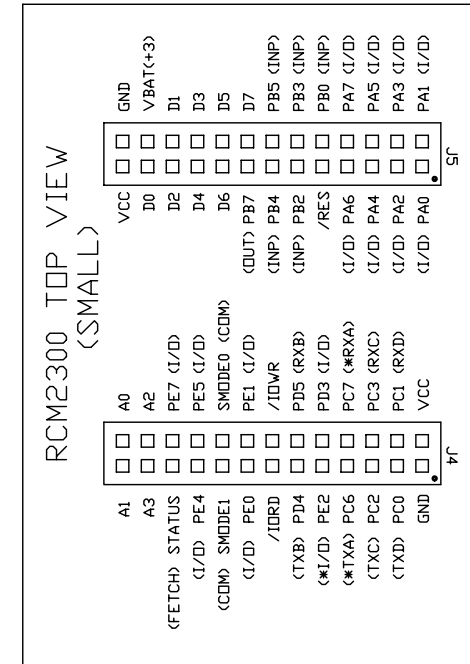 RCM2300 TOP VIEW
(SMALL)
A1
A3
(FETCH) STATUS
(I/O) PE4
(COM) SMODE1
(I/O) PE0
/IORD
(TXB) PD4
(*I/O) PE2
(*TXA) PC6
(TXC) PC2
(TXD) PC0
GND
A0
A2
PE7 (I/O)
PE5 (I/O)
SMODE0 (COM)
PE1 (I/O)
/IOWR
PD5 (RXB)
PD3 (I/O)
PC7 (*RXA)
PC3 (RXC)
PC1 (RXD)
VCC
J4
VCC
D0
D2
D4
D6
(OUT) PB7
(INP) PB4
(INP) PB2
/RES
(I/O) PA6
(I/O) PA4
(I/O) PA2
(I/O) PA0
GND
VBAT(+3)
D1
D3
D5
D7
PB5 (INP)
PB3 (INP)
PB0 (INP)
PA7 (I/O)
PA5 (I/O)
PA3 (I/O)
PA1 (I/O)
J5